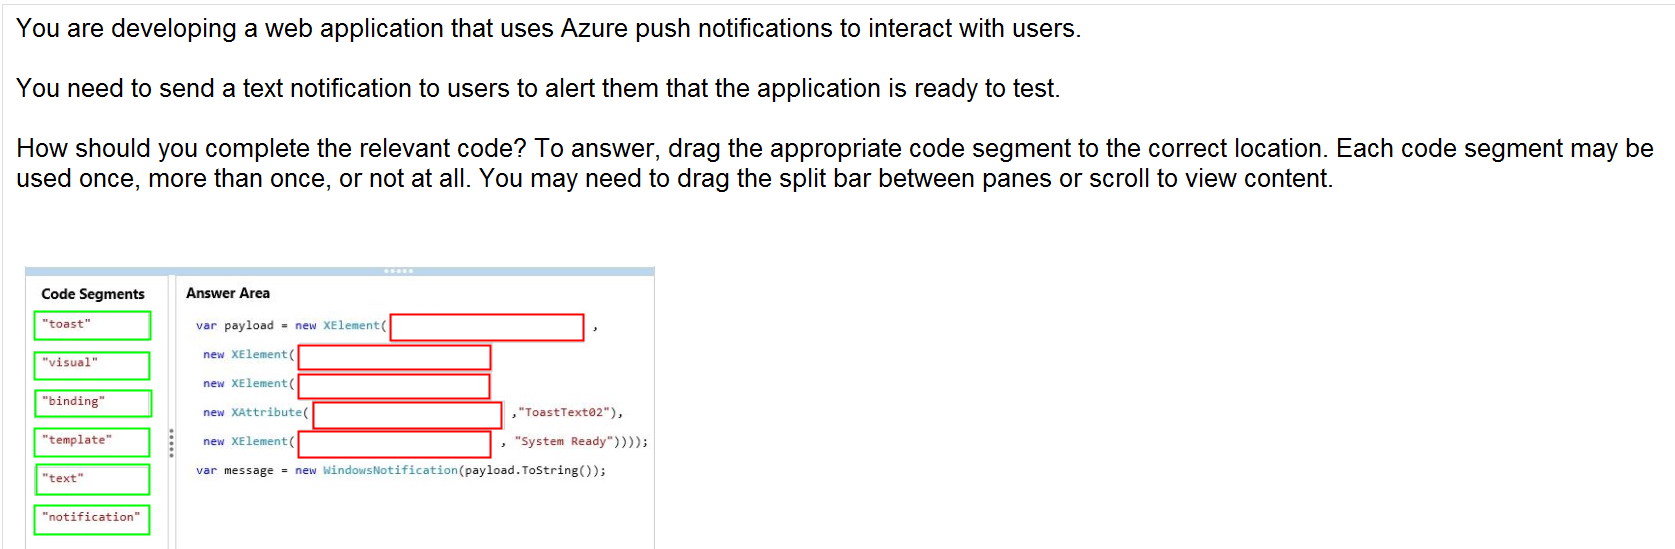 You are developing a web application that uses Azure push notifications to interact with users.
You need to send a text notification to users to alert them that the application is ready to test.
How should you complete the relevant code? To answer, drag the appropriate code segment to the correct location. Each code segment may be
used once, more than once, or not at all. You may need to drag the split bar between panes or scroll to view content.
Code Segments
"toast"
"visual"
"binding"
"template"
"text"
"notification"
Answer Area
var payload = new XElement( ,
new XElement(
new XElement(
new XAttribute( ,"ToastText02"),
new XElement( , "System Ready"))));
var message = new WindowsNotification(payload.ToString());